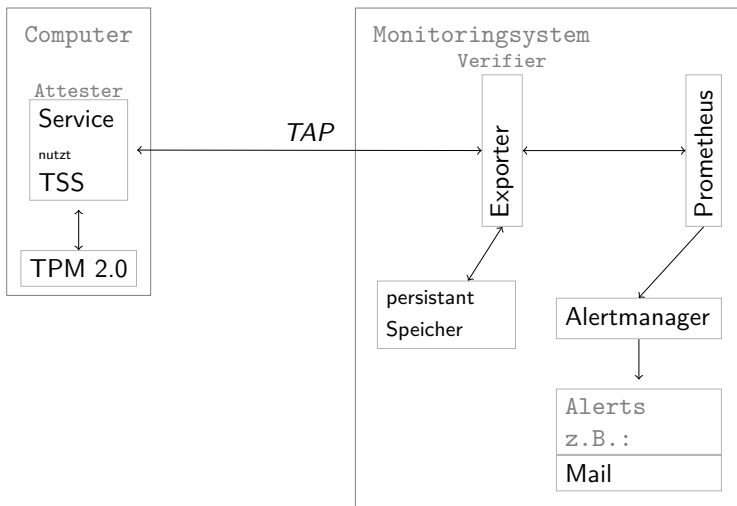 Computer
Attester
Service
nutzt
TSS
TPM 2.0
TAP
Monitoringsystem
Verifier
Exporter
Prometheus
persistant
Speicher
Alertmanager
Alerts
z.B.:
Mail